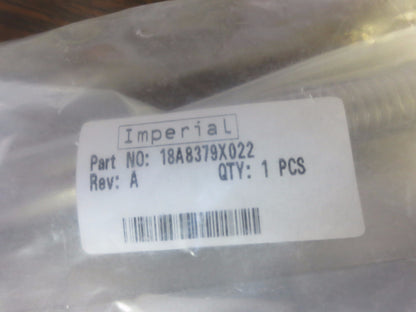 Imperial
Part NO: 18A8379X022
Rev: A QTY: 1 PCS